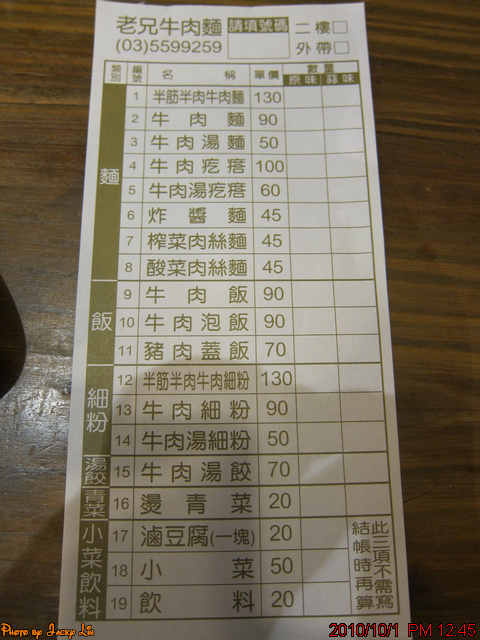 老兄牛肉麵 請填號碼 二樓□
(03)5599259 外帶□
類別 編號 名稱 單價 數量
原味 蒜味
麵
1 半筋半肉牛肉麵 130
2 牛肉麵 90
3 牛肉湯麵 50
4 牛肉疙瘩 100
5 牛肉湯疙瘩 60
6 炸醬麵 45
7 榨菜肉絲麵 45
8 酸菜肉絲麵 45
飯
9 牛肉飯 90
10 牛肉泡飯 90
11 豬肉蓋飯 70
細粉
12 半筋半肉牛肉細粉 130
13 牛肉細粉 90
14 牛肉湯細粉 50
湯餃
15 牛肉湯餃 70
青菜
16 燙青菜 20
小菜飲料
17 滷豆腐(一塊) 20
18 小菜 50
19 飲料 20
此三項不需寫
結帳時再算
Photo by Jacky Liu
2010/10/1 PM 12:45